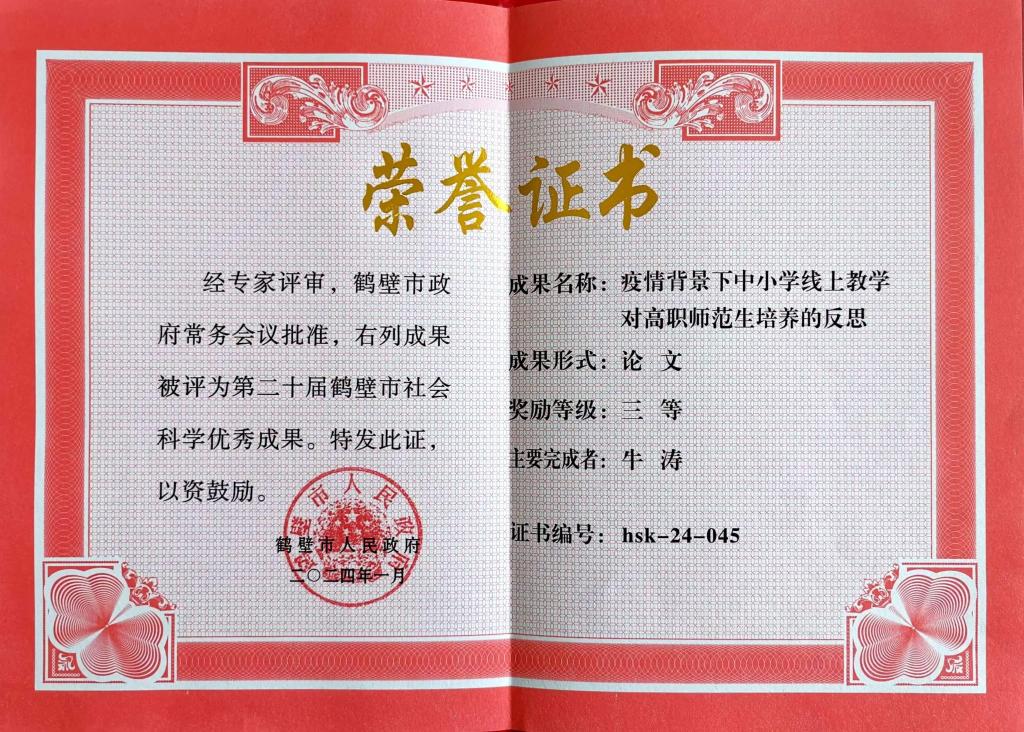 荣誉证书
经专家评审，鹤壁市政
府常务会议批准，右列成果
被评为第二十届鹤壁市社会
科学优秀成果。特发此证，
以资鼓励。
鹤壁市人民政府
鹤壁市人民政府
二〇二四年一月
成果名称：疫情背景下中小学线上教学
对高职师范生培养的反思
成果形式：论 文
奖励等级：三 等
主要完成者：牛 涛
证书编号：hsk-24-045